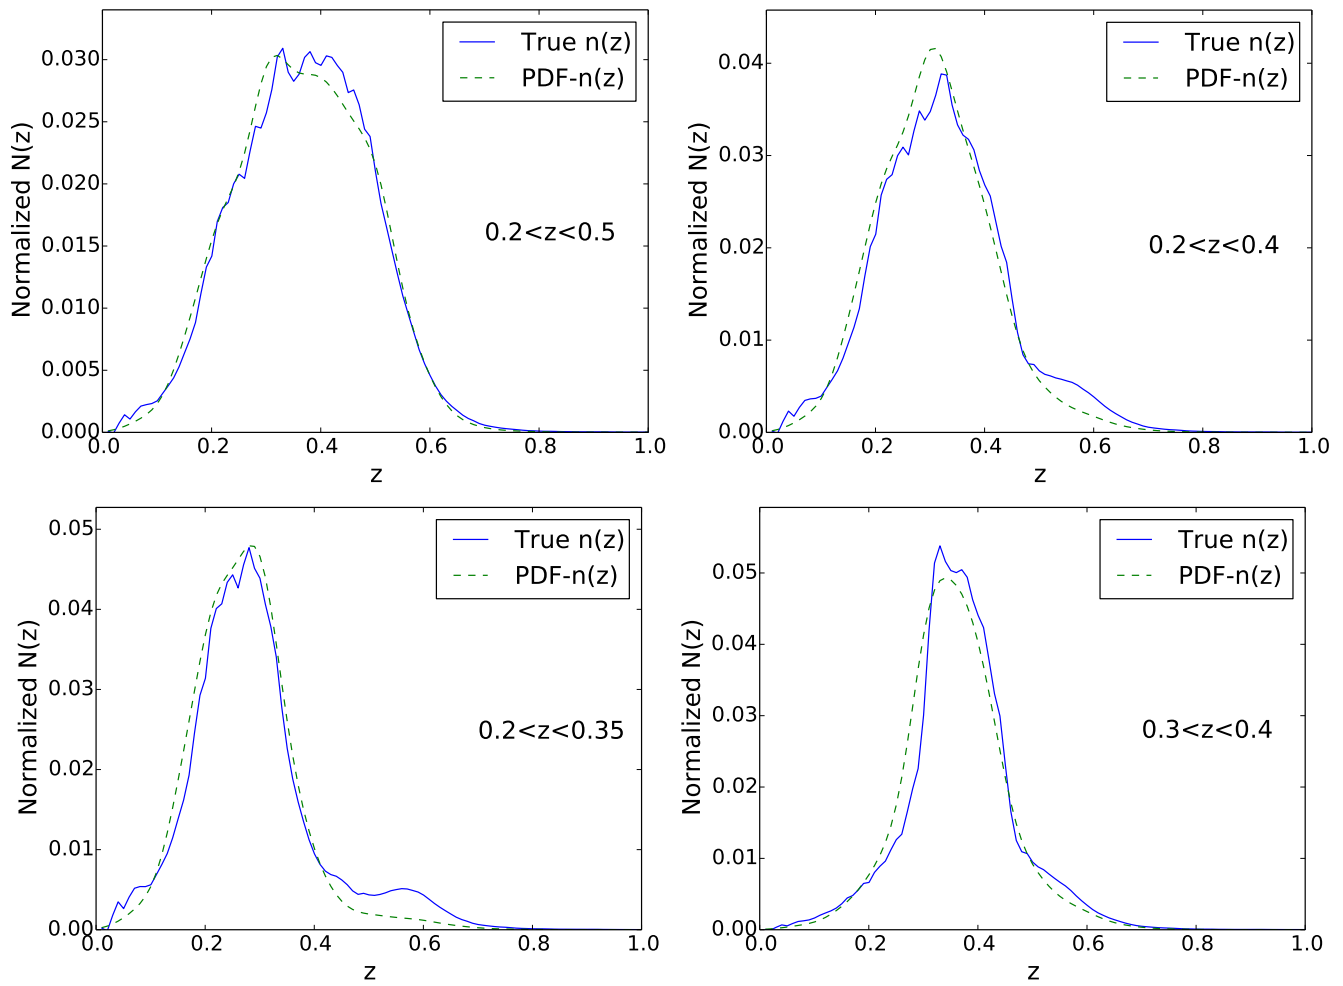 True n(z)
PDF-n(z)
0.030
0.025
0.020
0.015
0.010
0.005
0.000
Normalized N(z)
0.2<z<0.5
0.0 0.2 0.4 0.6 0.8 1.0
z
True n(z)
PDF-n(z)
0.04
0.03
0.02
0.01
0.00
Normalized N(z)
0.2<z<0.4
0.0 0.2 0.4 0.6 0.8 1.0
z
True n(z)
PDF-n(z)
0.05
0.04
0.03
0.02
0.01
0.00
Normalized N(z)
0.2<z<0.35
0.0 0.2 0.4 0.6 0.8 1.0
z
True n(z)
PDF-n(z)
0.05
0.04
0.03
0.02
0.01
0.00
Normalized N(z)
0.3<z<0.4
0.0 0.2 0.4 0.6 0.8 1.0
z